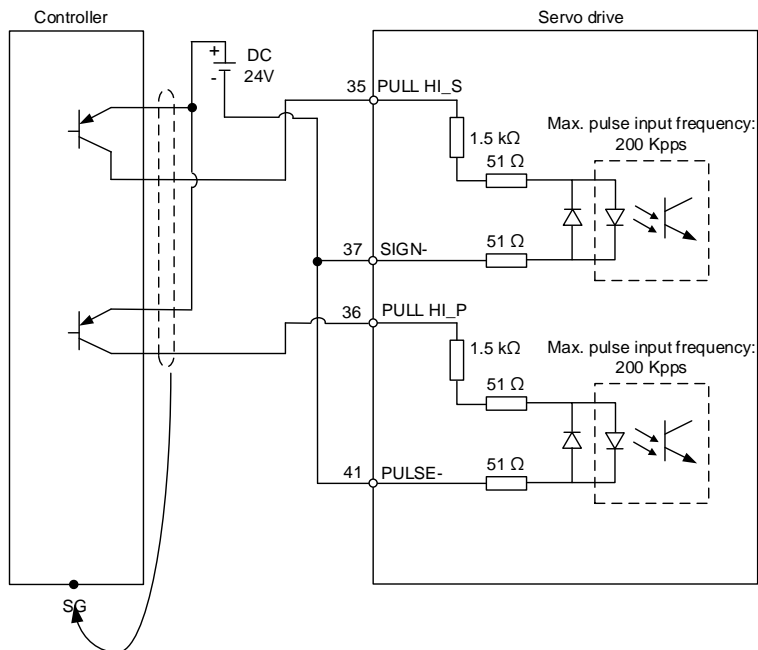 Controller
Servo drive
+
-
DC
24V
35
PULL HI_S
1.5 kΩ
51 Ω
Max. pulse input frequency:
200 Kpps
37
SIGN-
51 Ω
36
PULL HI_P
1.5 kΩ
51 Ω
Max. pulse input frequency:
200 Kpps
41
PULSE-
51 Ω
SG